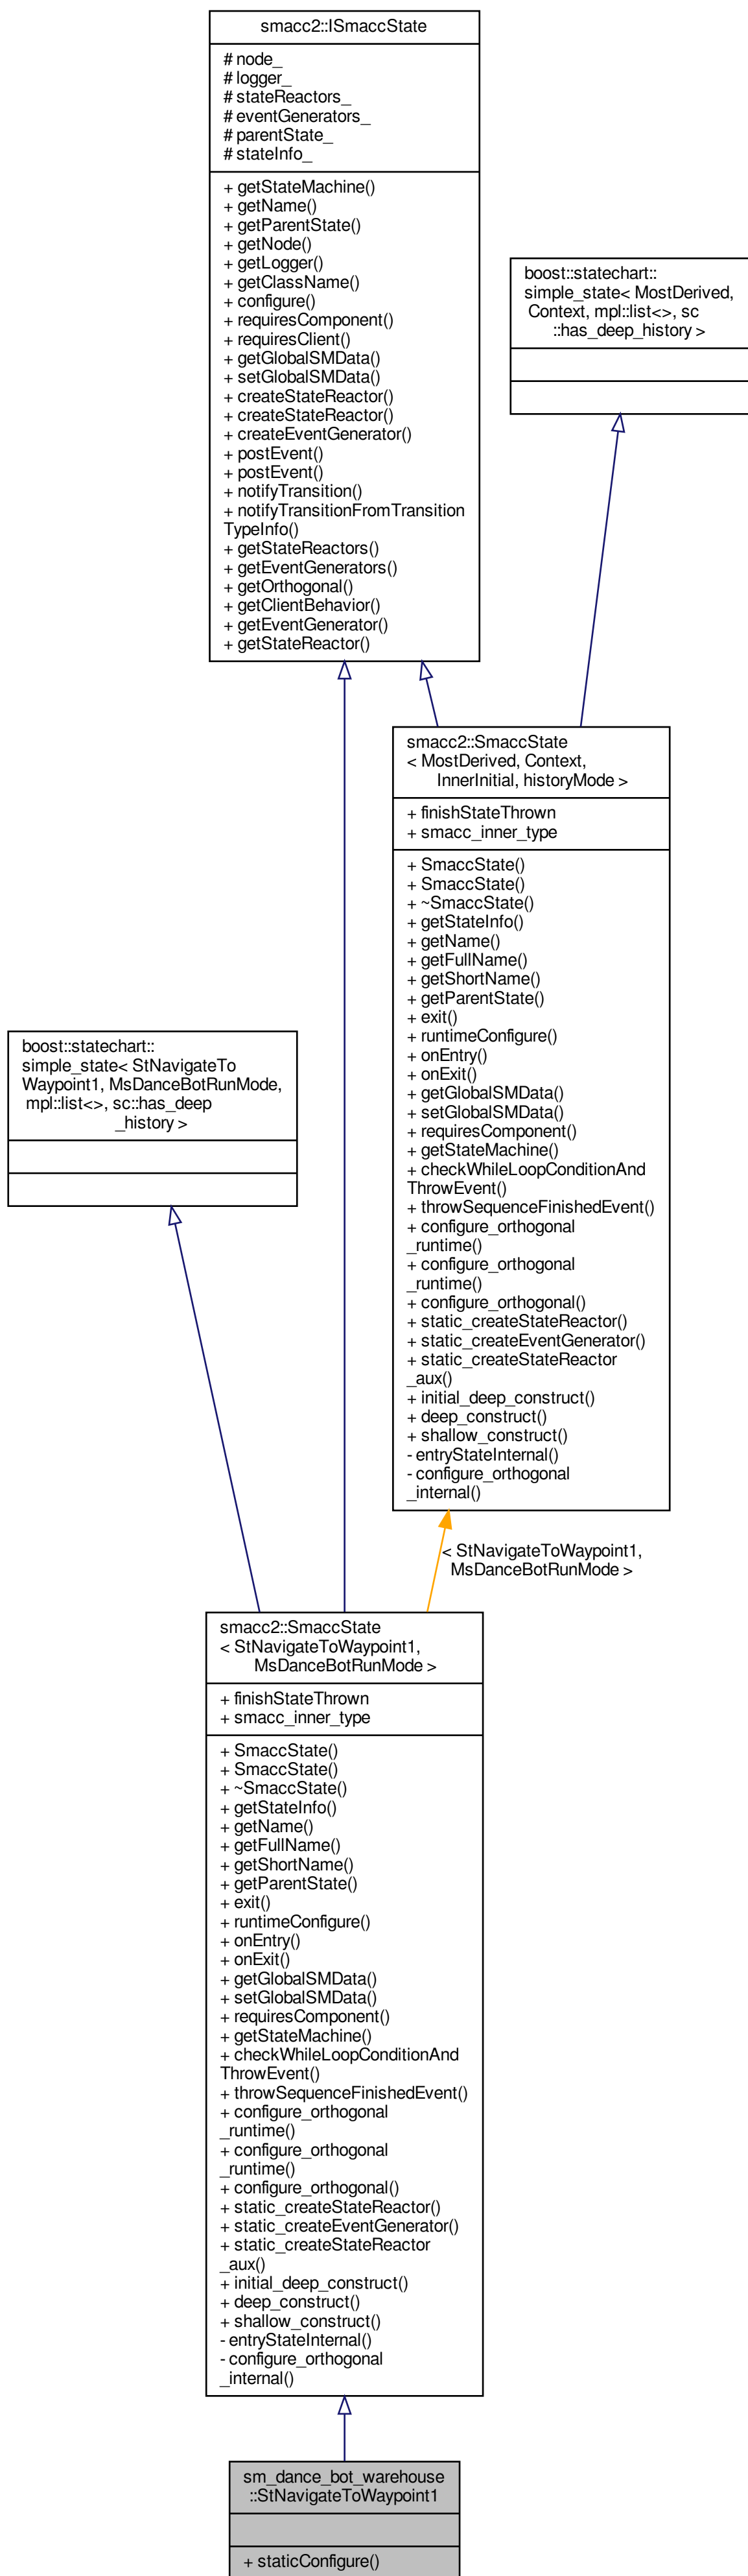 smacc2::ISmaccState
# node_
# logger_
# stateReactors_
# eventGenerators_
# parentState_
# stateInfo_
+ getStateMachine()
+ getName()
+ getParentState()
+ getNode()
+ getLogger()
+ getClassName()
+ configure()
+ requiresComponent()
+ requiresClient()
+ getGlobalSMData()
+ setGlobalSMData()
+ createStateReactor()
+ createStateReactor()
+ createEventGenerator()
+ postEvent()
+ postEvent()
+ notifyTransition()
+ notifyTransitionFromTransition
TypeInfo()
+ getStateReactors()
+ getEventGenerators()
+ getOrthogonal()
+ getClientBehavior()
+ getEventGenerator()
+ getStateReactor()
boost::statechart::
simple_state< MostDerived,
Context, mpl::list<>, sc
::has_deep_history >
smacc2::SmaccState
< MostDerived, Context,
InnerInitial, historyMode >
+ finishStateThrown
+ smacc_inner_type
+ SmaccState()
+ SmaccState()
+ ~SmaccState()
+ getStateInfo()
+ getName()
+ getFullName()
+ getShortName()
+ getParentState()
+ exit()
+ runtimeConfigure()
+ onEntry()
+ onExit()
+ getGlobalSMData()
+ setGlobalSMData()
+ requiresComponent()
+ getStateMachine()
+ checkWhileLoopConditionAnd
ThrowEvent()
+ throwSequenceFinishedEvent()
+ configure_orthogonal
_runtime()
+ configure_orthogonal
_runtime()
+ configure_orthogonal()
+ static_createStateReactor()
+ static_createEventGenerator()
+ static_createStateReactor
_aux()
+ initial_deep_construct()
+ deep_construct()
+ shallow_construct()
- entryStateInternal()
- configure_orthogonal
_internal()
boost::statechart::
simple_state< StNavigateTo
Waypoint1, MsDanceBotRunMode,
mpl::list<>, sc::has_deep
_history >
< StNavigateToWaypoint1,
MsDanceBotRunMode >
smacc2::SmaccState
< StNavigateToWaypoint1,
MsDanceBotRunMode >
+ finishStateThrown
+ smacc_inner_type
+ SmaccState()
+ SmaccState()
+ ~SmaccState()
+ getStateInfo()
+ getName()
+ getFullName()
+ getShortName()
+ getParentState()
+ exit()
+ runtimeConfigure()
+ onEntry()
+ onExit()
+ getGlobalSMData()
+ setGlobalSMData()
+ requiresComponent()
+ getStateMachine()
+ checkWhileLoopConditionAnd
ThrowEvent()
+ throwSequenceFinishedEvent()
+ configure_orthogonal
_runtime()
+ configure_orthogonal
_runtime()
+ configure_orthogonal()
+ static_createStateReactor()
+ static_createEventGenerator()
+ static_createStateReactor
_aux()
+ initial_deep_construct()
+ deep_construct()
+ shallow_construct()
- entryStateInternal()
- configure_orthogonal
_internal()
sm_dance_bot_warehouse
::StNavigateToWaypoint1
+ staticConfigure()